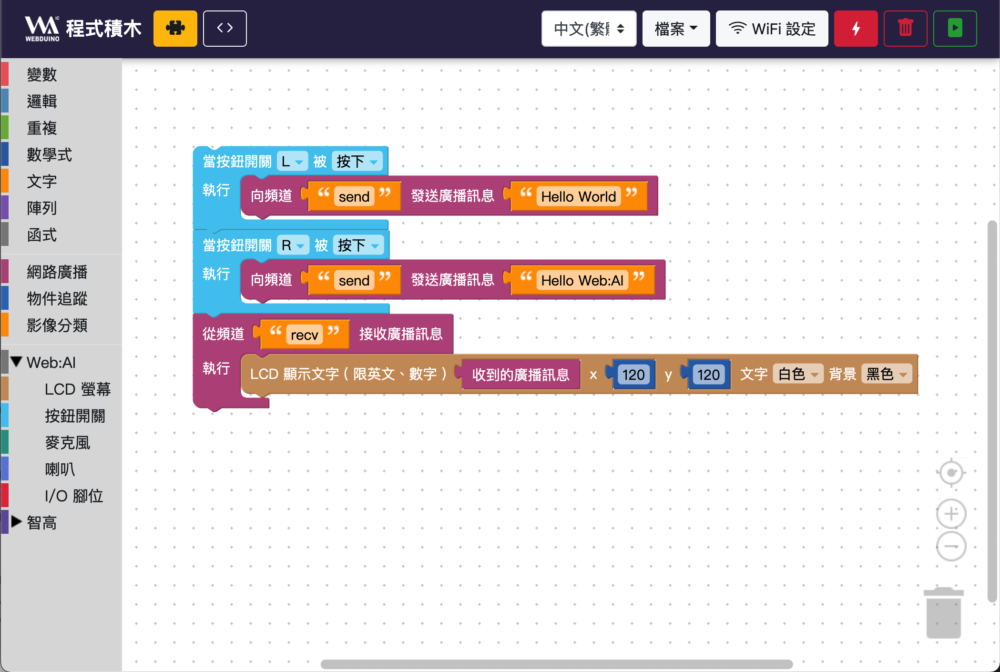 WEBDUINO IO 程式積木 < > 中文(繁 檔案 WiFi 設定
變數
邏輯
重複
數學式
文字
陣列
函式
網路廣播
物件追蹤
影像分類
Web:AI
LCD 螢幕
按鈕開關
麥克風
喇叭
I/O 腳位
智高
當按鈕開關 L 被 按下
執行 向頻道 “ send ” 發送廣播訊息 “ Hello World ”
當按鈕開關 R 被 按下
執行 向頻道 “ send ” 發送廣播訊息 “ Hello Web:AI ”
從頻道 “ recv ” 接收廣播訊息
執行 LCD 顯示文字 ( 限英文、數字 ) 收到的廣播訊息 x 120 y 120 文字 白色 背景 黑色